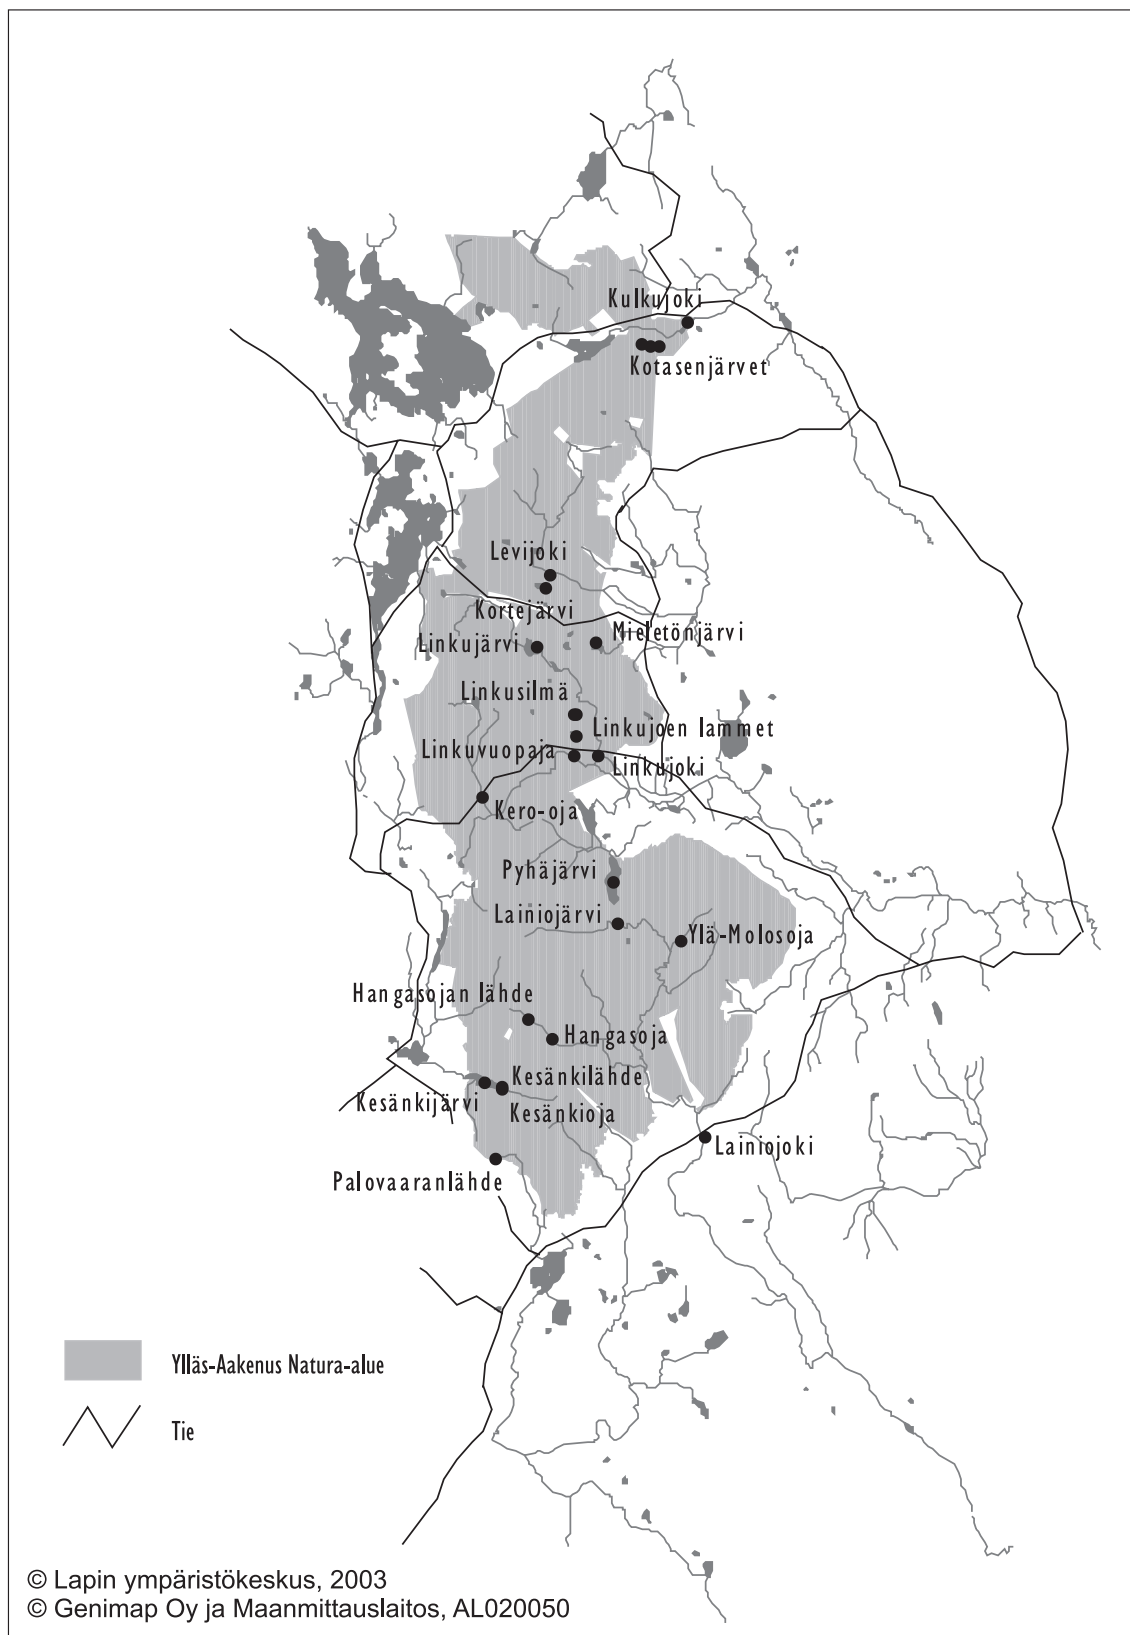 Kulkujoki
Kotasenjärvet
Levijoki
Kortejärvi
Mieletönjärvi
Linkujärvi
Linkusilmä
Linkujoen lammet
Linkuvuopaja
Linkujoki
Kero-oja
Pyhäjärvi
Lainiojärvi
Ylä-Molosoja
Hangasojan lähde
Hangasoja
Kesänkilähde
Kesänkijärvi
Kesänkioja
Lainiojoki
Palovaaranlähde
Ylläs-Aakenus Natura-alue
Tie
© Lapin ympäristökeskus, 2003
© Genimap Oy ja Maanmittauslaitos, AL020050